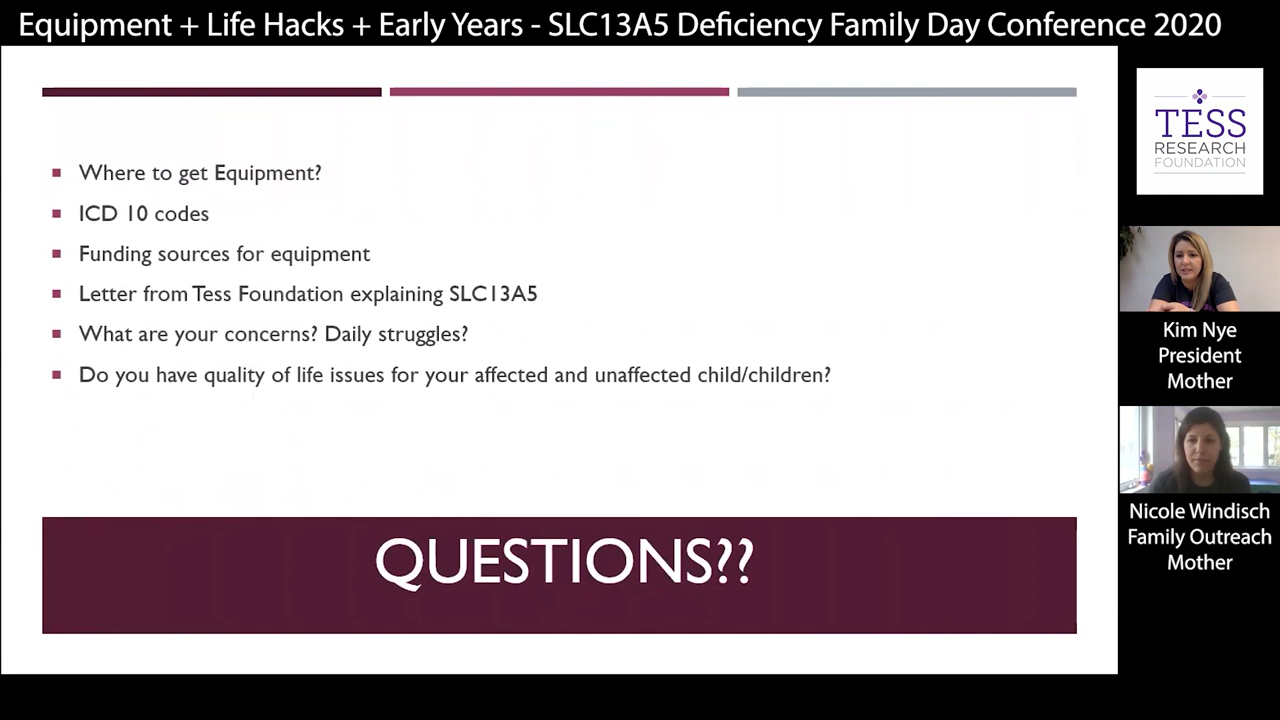 Equipment + Life Hacks + Early Years - SLC13A5 Deficiency Family Day Conference 2020
Where to get Equipment?
ICD 10 codes
Funding sources for equipment
Letter from Tess Foundation explaining SLC13A5
What are your concerns? Daily struggles?
Do you have quality of life issues for your affected and unaffected child/children?
QUESTIONS??
TESS
RESEARCH
FOUNDATION
Kim Nye
President
Mother
Nicole Windisch
Family Outreach
Mother